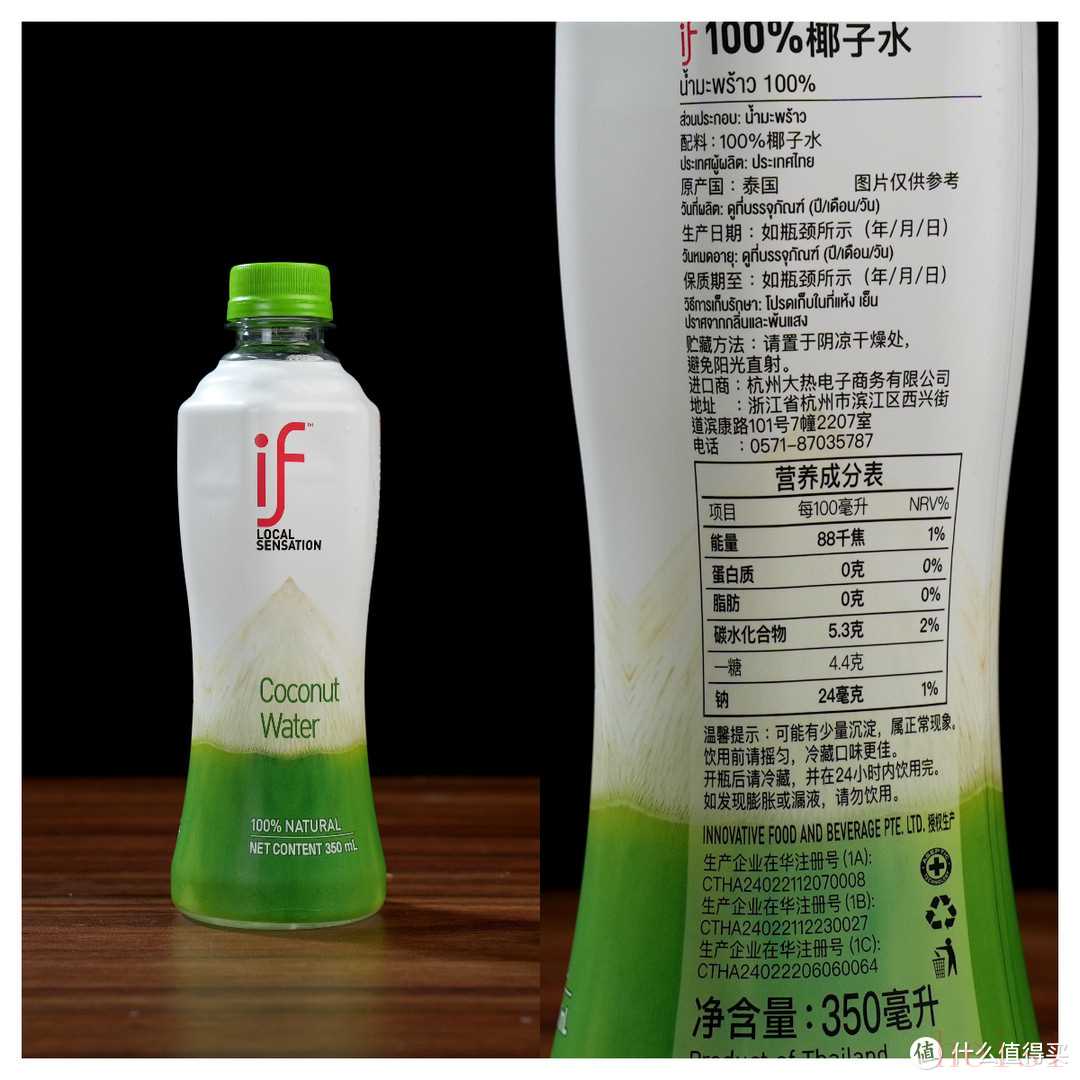 if™
LOCAL
SENSATION
Coconut
Water
100% NATURAL
NET CONTENT 350 mL
if 100%椰子水
น้ำมะพร้าว 100%
ส่วนประกอบ: น้ำมะพร้าว
配料：100%椰子水
ประเทศผู้ผลิต: ประเทศไทย
原产国：泰国 图片仅供参考
วันที่ผลิต: ดูที่บรรจุภัณฑ์ (ปี/เดือน/วัน)
生产日期：如瓶颈所示（年/月/日）
วันหมดอายุ: ดูที่บรรจุภัณฑ์ (ปี/เดือน/วัน)
保质期至：如瓶颈所示（年/月/日）
วิธีการเก็บรักษา: โปรดเก็บในที่แห้ง เย็น
ปราศจากกลิ่นและพ้นแสง
贮藏方法：请置于阴凉干燥处，
避免阳光直射。
进口商：杭州大热电子商务有限公司
地址 ：浙江省杭州市滨江区西兴街
道滨康路101号7幢2207室
电话 ：0571-87035787
营养成分表
项目 每100毫升 NRV%
能量 88千焦 1%
蛋白质 0克 0%
脂肪 0克 0%
碳水化合物 5.3克 2%
—糖 4.4克
钠 24毫克 1%
温馨提示：可能有少量沉淀，属正常现象。
饮用前请摇匀，冷藏口味更佳。
开瓶后请冷藏，并在24小时内饮用完。
如发现膨胀或漏液，请勿饮用。
INNOVATIVE FOOD AND BEVERAGE PTE. LTD. 授权生产
生产企业在华注册号 (1A):
CTHA24022112070008
生产企业在华注册号 (1B):
CTHA24022112230027
生产企业在华注册号 (1C):
CTHA24022206060064
净含量：350毫升
Product of Thailand
值 什么值得买